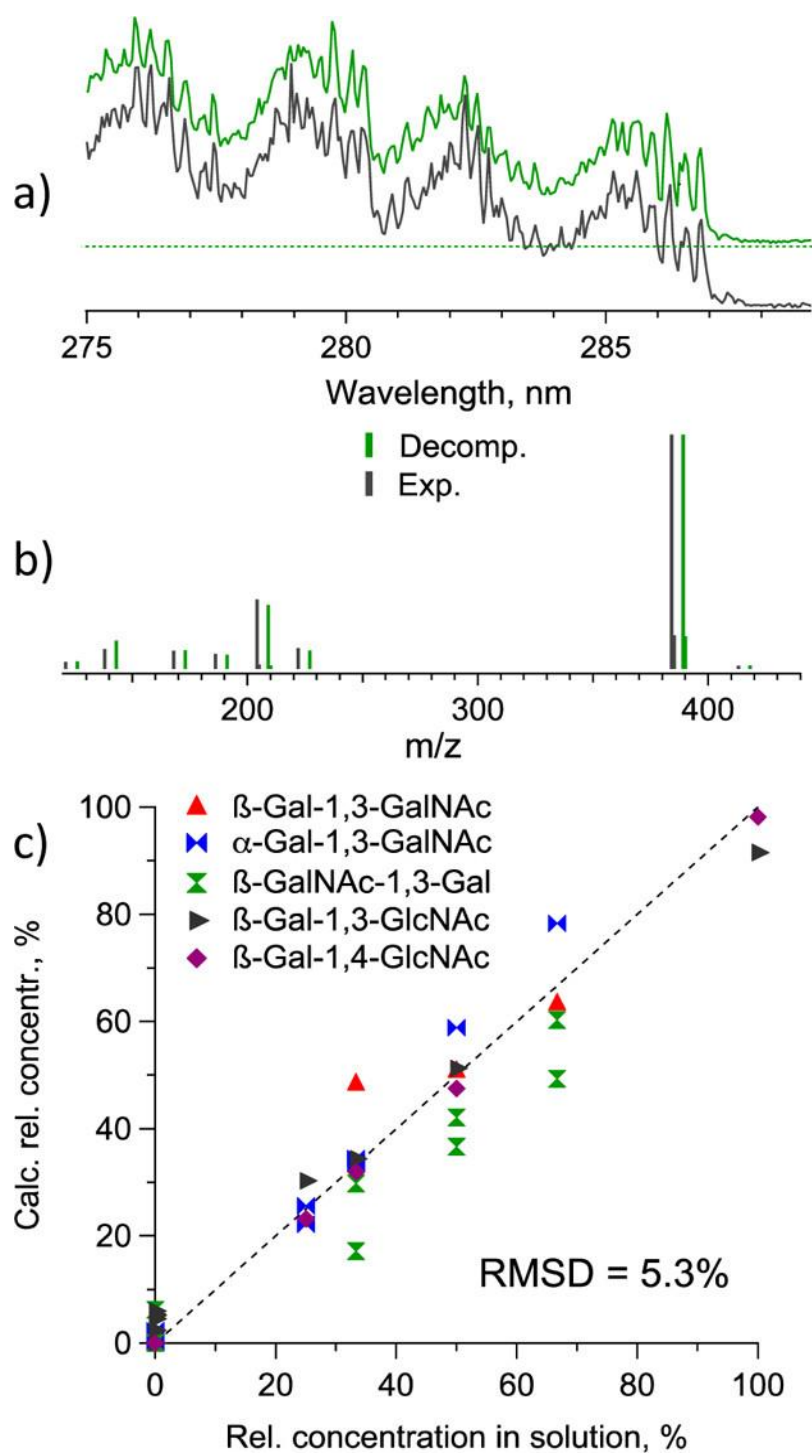 a)
275
280
285
Wavelength, nm
Decomp.
Exp.
b)
200
300
400
m/z
c)
100
80
60
40
20
0
Calc. rel. concentr., %
ß-Gal-1,3-GalNAc
α-Gal-1,3-GalNAc
ß-GalNAc-1,3-Gal
ß-Gal-1,3-GlcNAc
ß-Gal-1,4-GlcNAc
RMSD = 5.3%
0
20
40
60
80
100
Rel. concentration in solution, %